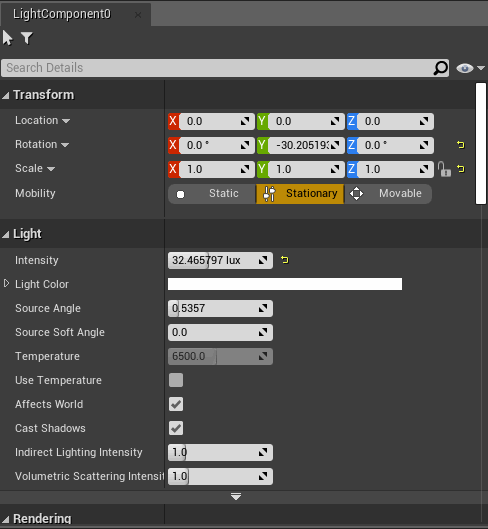 LightComponent0
Search Details
Transform
Location X 0.0 Y 0.0 Z 0.0
Rotation X 0.0 ° Y -30.205193 Z 0.0 °
Scale X 1.0 Y 1.0 Z 1.0
Mobility Static Stationary Movable
Light
Intensity 32.465797 lux
Light Color
Source Angle 0.5357
Source Soft Angle 0.0
Temperature 6500.0
Use Temperature
Affects World
Cast Shadows
Indirect Lighting Intensity 1.0
Volumetric Scattering Intensit 1.0
Rendering